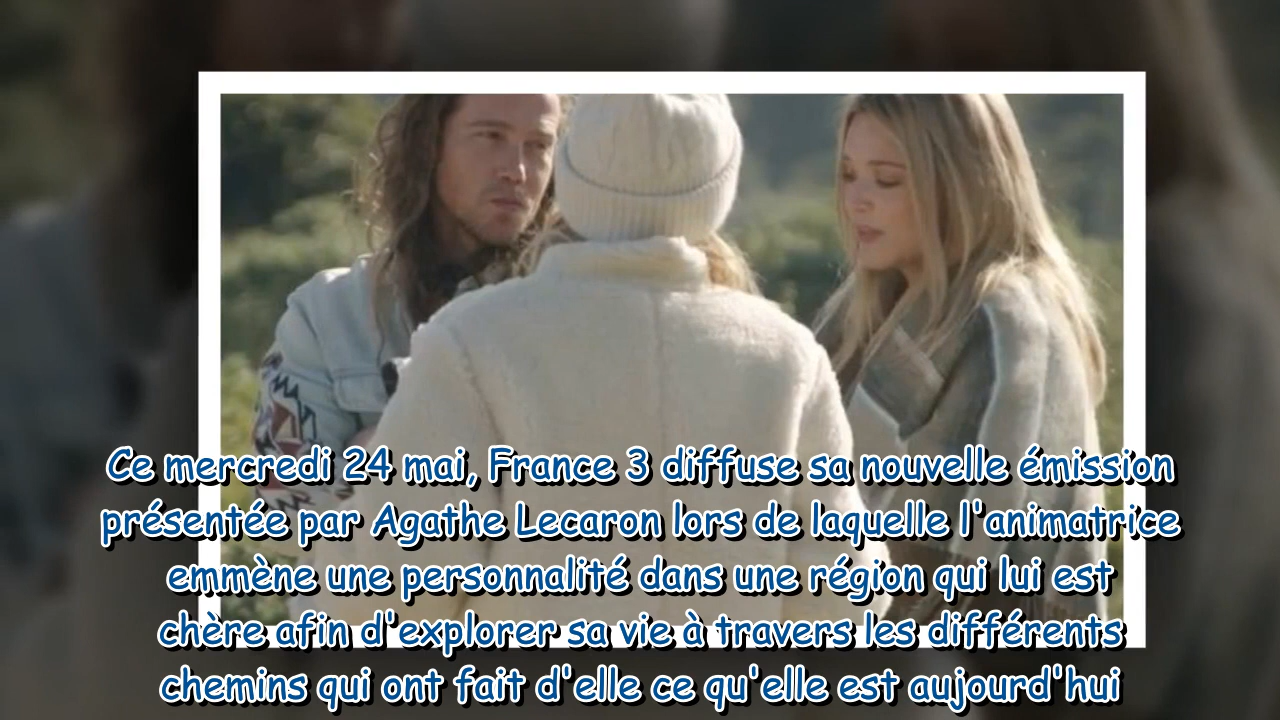 Ce mercredi 24 mai, France 3 diffuse sa nouvelle émission
présentée par Agathe Lecaron lors de laquelle l'animatrice
emmène une personnalité dans une région qui lui est
chère afin d'explorer sa vie à travers les différents
chemins qui ont fait d'elle ce qu'elle est aujourd'hui